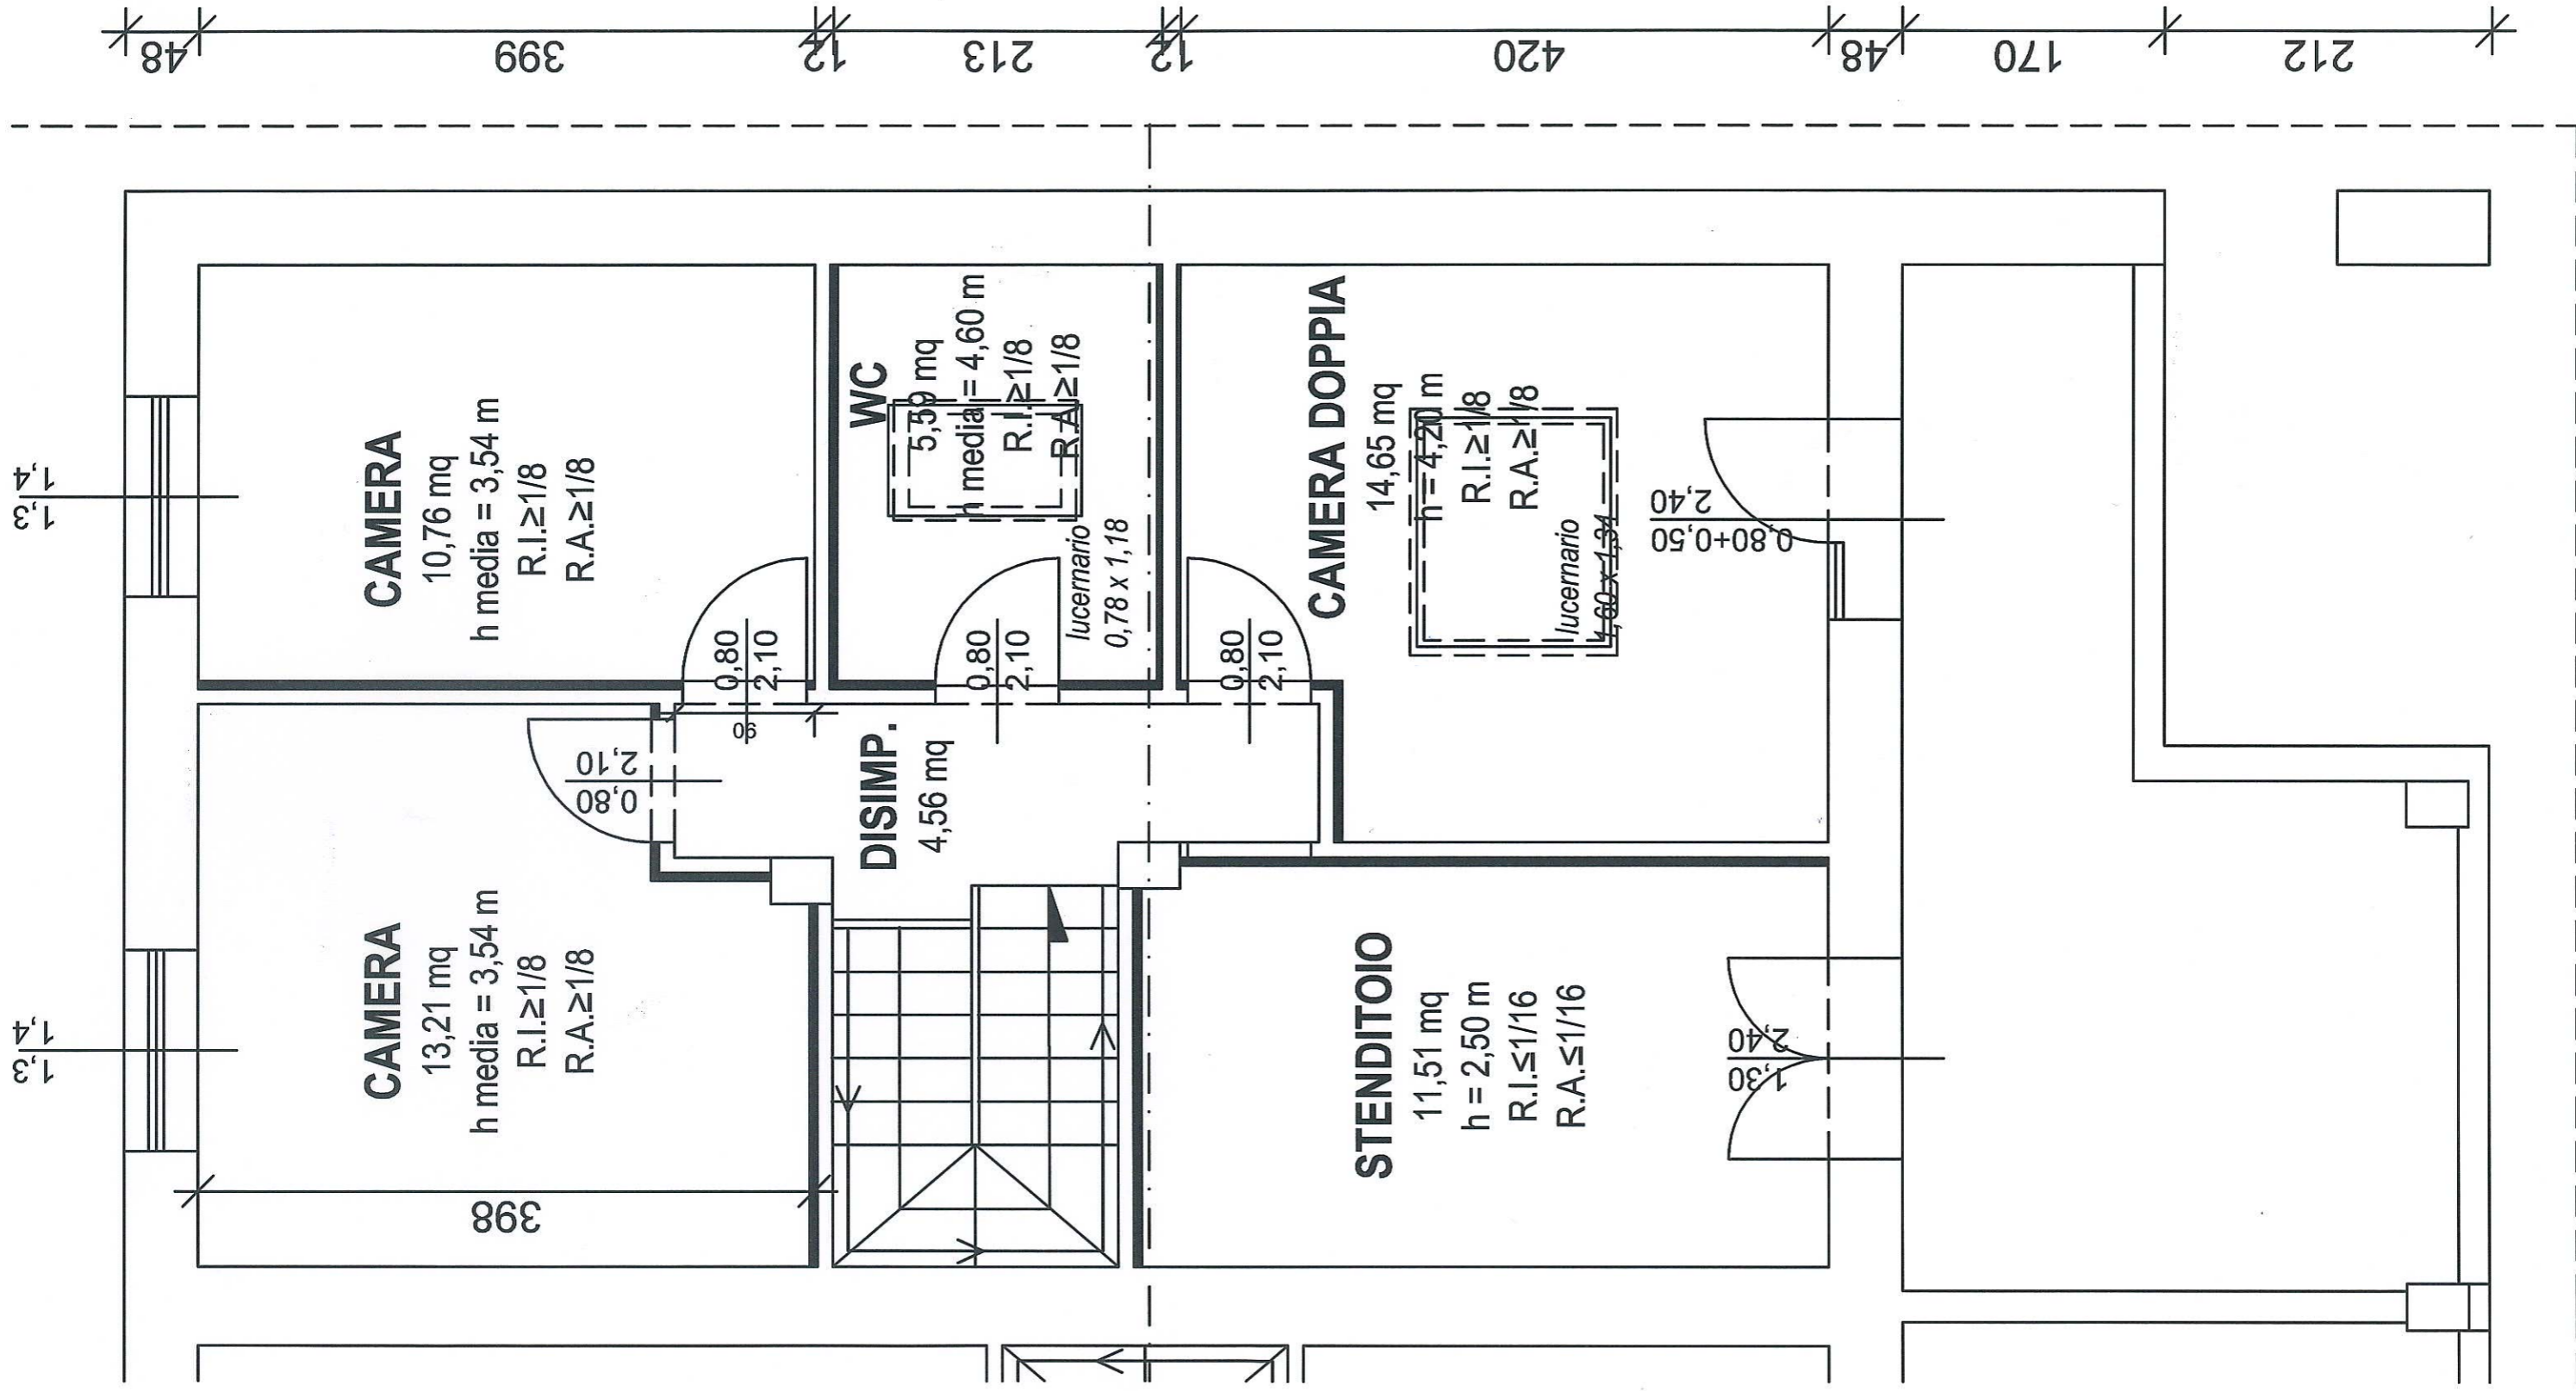 48
399
12
213
12
420
48
170
212
1,3
1,4
CAMERA
10,76 mq
h media = 3,54 m
R.I.≥1/8
R.A.≥1/8
0,80
2,10
WC
5,59 mq
h media = 4,60 m
R.I.≥1/8
R.A≥1/8
lucernario
0,78 x 1,18
0,80
2,10
CAMERA DOPPIA
14,65 mq
h = 4,20 m
R.I.≥1/8
R.A.≥1/8
lucernario
1,60 x 1,34
0,80
2,10
0,80+0,50
2,40
90
0,80
2,10
DISIMP.
4,56 mq
1,3
1,4
CAMERA
13,21 mq
h media = 3,54 m
R.I.≥1/8
R.A.≥1/8
398
STENDITOIO
11,51 mq
h = 2,50 m
R.I.≤1/16
R.A.≤1/16
1,30
2,40